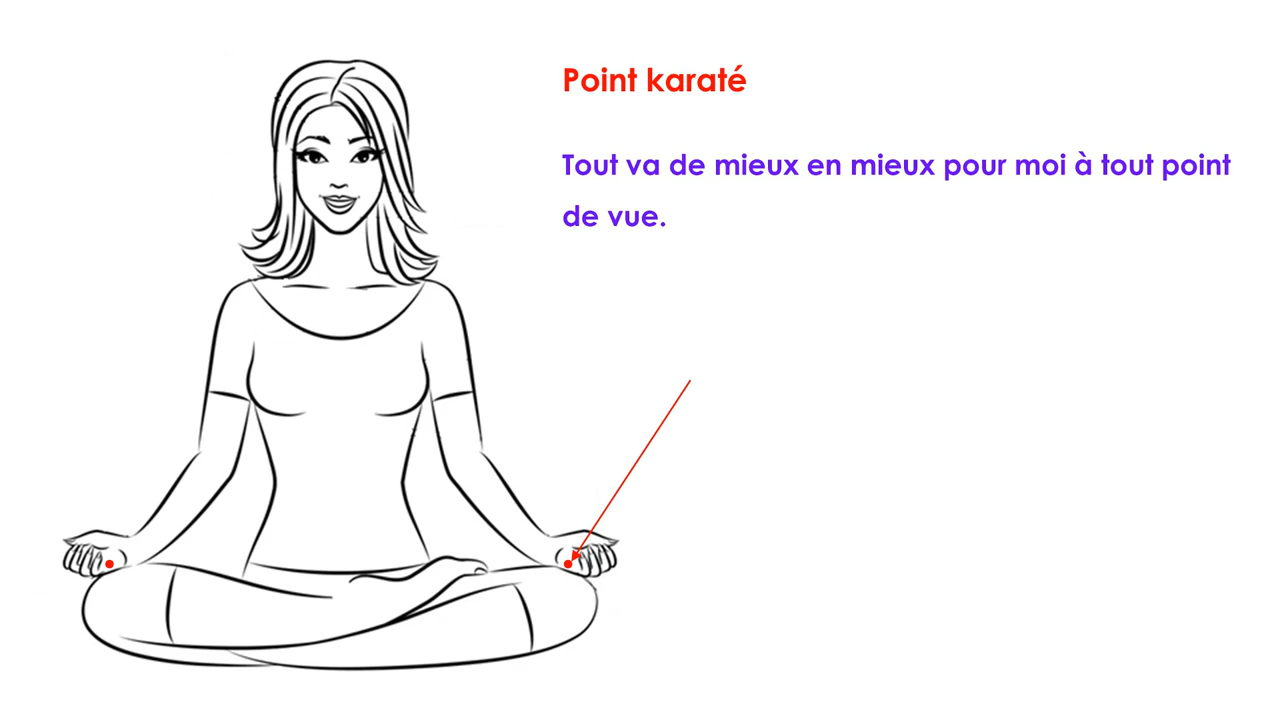 Point karaté
Tout va de mieux en mieux pour moi à tout point
de vue.